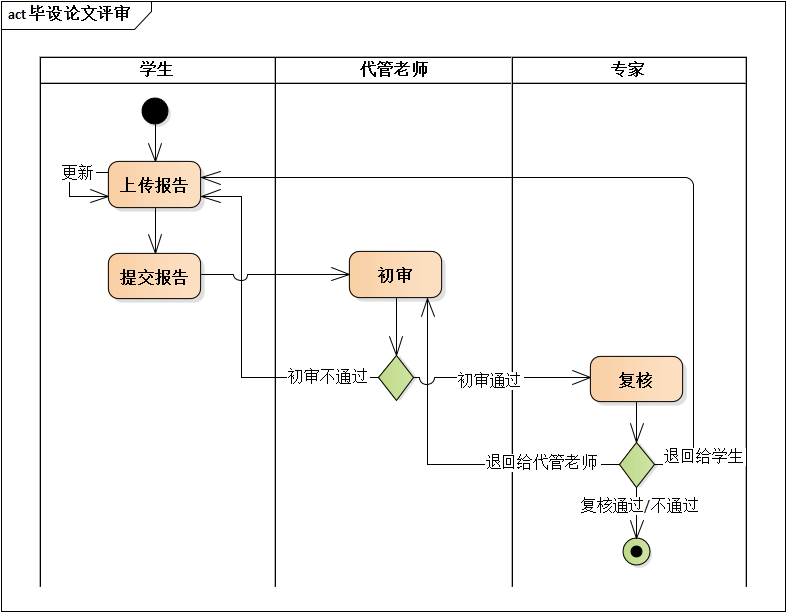 act 毕设论文评审
学生
代管老师
专家
更新
上传报告
提交报告
初审
初审不通过
初审通过
复核
退回给代管老师
退回给学生
复核通过/不通过